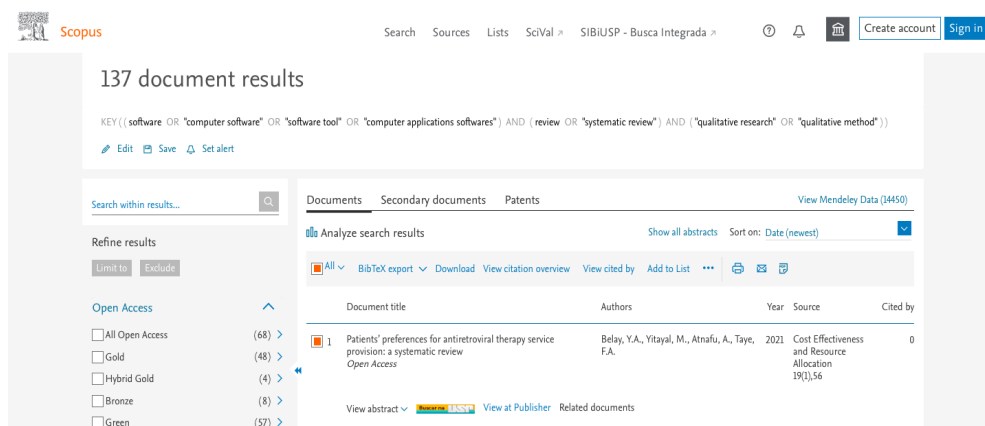 Scopus
Search Sources Lists SciVal ↗ SIBiUSP - Busca Integrada ↗
Create account Sign in
137 document results
KEY ( ( software OR "computer software" OR "software tool" OR "computer applications softwares" ) AND ( review OR "systematic review" ) AND ( "qualitative research" OR "qualitative method" ) )
Edit Save Set alert
Search within results...
Refine results
Limit to Exclude
Open Access
All Open Access (68)
Gold (48)
Hybrid Gold (4)
Bronze (8)
Green (57)
Documents Secondary documents Patents View Mendeley Data (14450)
Analyze search results Show all abstracts Sort on: Date (newest)
All BibTeX export Download View citation overview View cited by Add to List ...
Document title Authors Year Source Cited by
1 Patients' preferences for antiretroviral therapy service Belay, Y.A., Yitayal, M., Atnafu, A., Taye, 2021 Cost Effectiveness 0
provision: a systematic review F.A. and Resource
Open Access Allocation
19(1),56
View abstract Buscar na USP View at Publisher Related documents